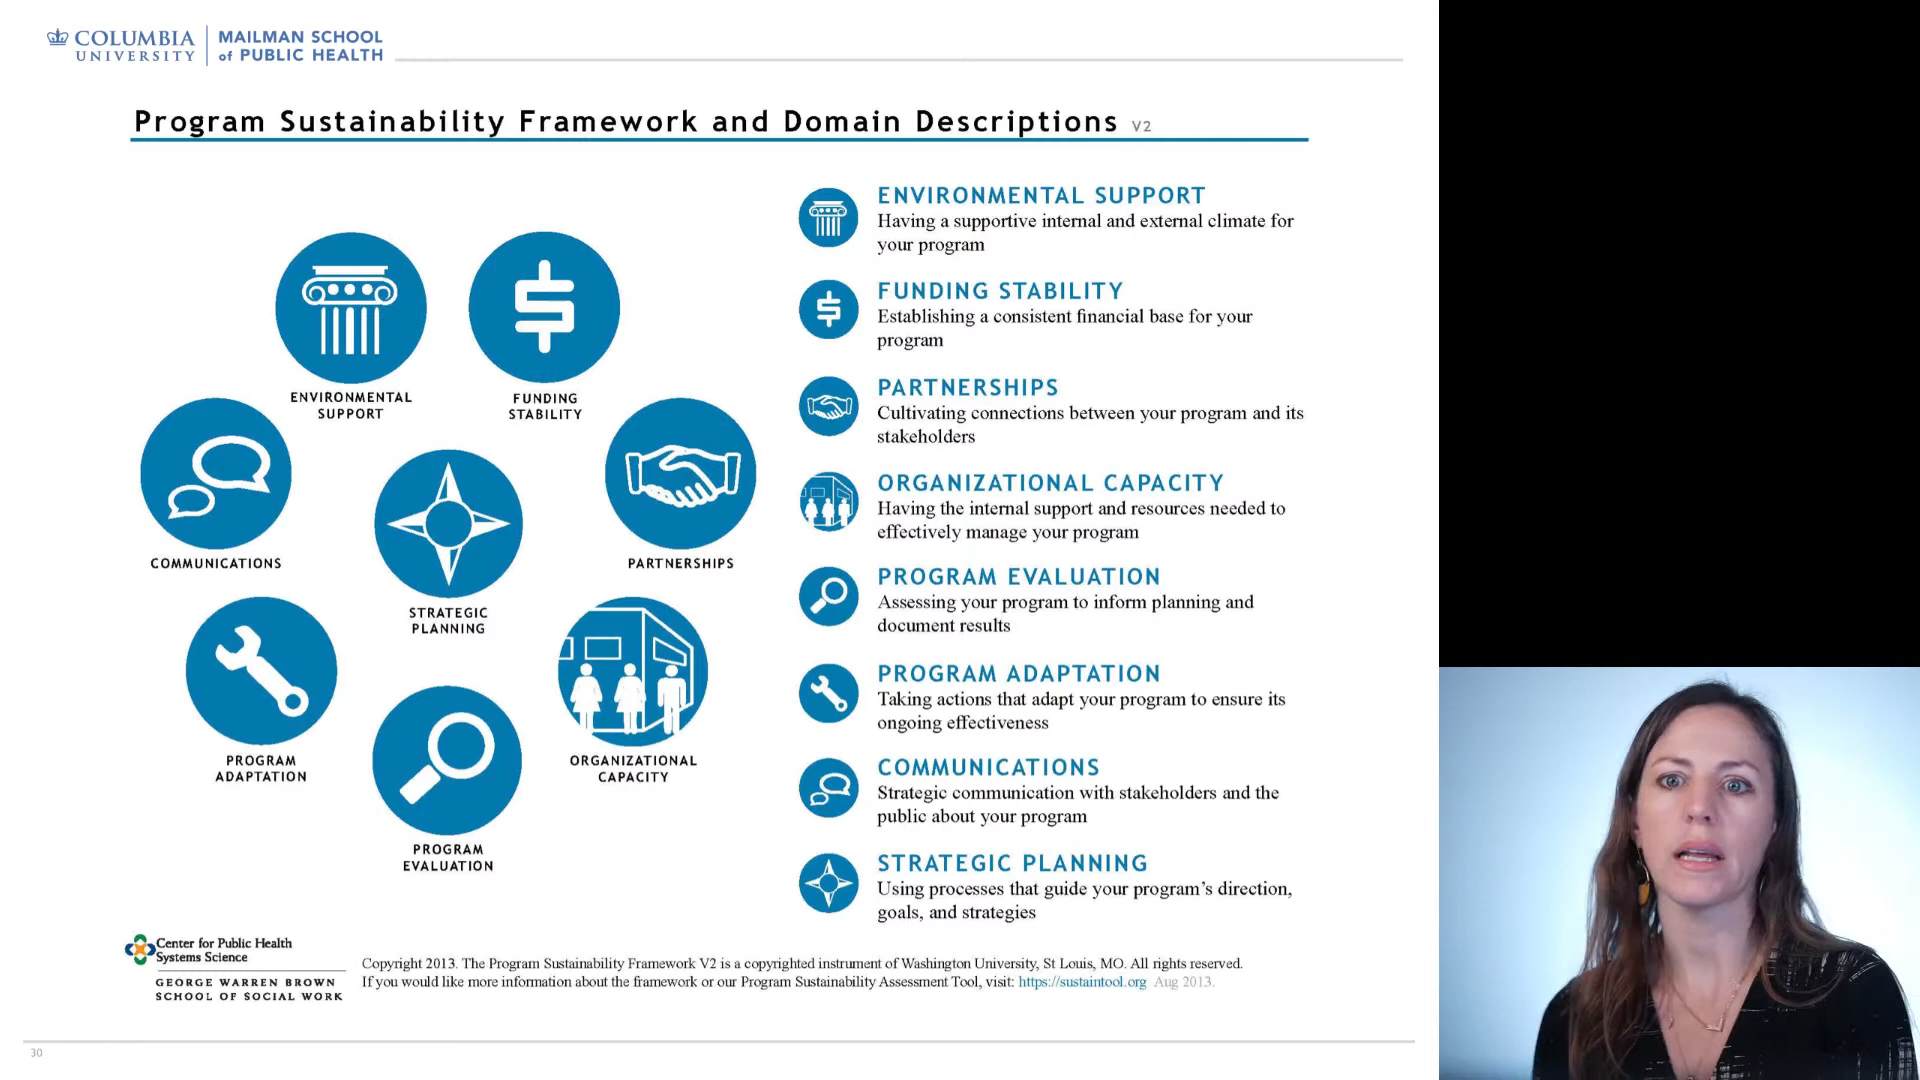 COLUMBIA UNIVERSITY
MAILMAN SCHOOL
of PUBLIC HEALTH
Program Sustainability Framework and Domain Descriptions V2
ENVIRONMENTAL
SUPPORT
FUNDING
STABILITY
COMMUNICATIONS
PARTNERSHIPS
STRATEGIC
PLANNING
PROGRAM
ADAPTATION
ORGANIZATIONAL
CAPACITY
PROGRAM
EVALUATION
ENVIRONMENTAL SUPPORT
Having a supportive internal and external climate for
your program
FUNDING STABILITY
Establishing a consistent financial base for your
program
PARTNERSHIPS
Cultivating connections between your program and its
stakeholders
ORGANIZATIONAL CAPACITY
Having the internal support and resources needed to
effectively manage your program
PROGRAM EVALUATION
Assessing your program to inform planning and
document results
PROGRAM ADAPTATION
Taking actions that adapt your program to ensure its
ongoing effectiveness
COMMUNICATIONS
Strategic communication with stakeholders and the
public about your program
STRATEGIC PLANNING
Using processes that guide your program's direction,
goals, and strategies
Center for Public Health
Systems Science
GEORGE WARREN BROWN
SCHOOL OF SOCIAL WORK
Copyright 2013. The Program Sustainability Framework V2 is a copyrighted instrument of Washington University, St Louis, MO. All rights reserved.
If you would like more information about the framework or our Program Sustainability Assessment Tool, visit: https://sustaintool.org Aug 2013.
30